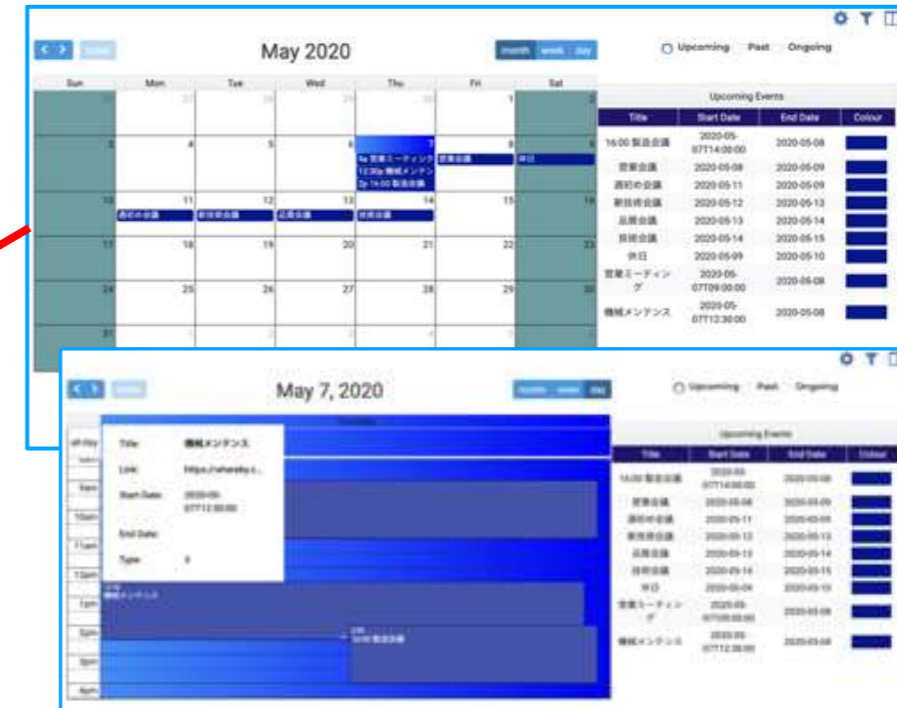 May 2020
month week day
Sun Mon Tue Wed Thu Fri Sat
1 2
3 4 5 6 7 8 9
9a 営業ミーティング
12:30p 機械メンテン
2p 16:00 製造会議
営業会議
休日
10 11 12 13 14 15 16
週初め会議
新技術会議
品質会議
技術会議
17 18 19 20 21 22 23
24 25 26 27 28 29 30
31
Upcoming Past Ongoing
Upcoming Events
Title Start Date End Date Colour
16:00 製造会議 2020-05-07T14:00:00 2020-05-08
営業会議 2020-05-08 2020-05-09
週初め会議 2020-05-11 2020-05-09
新技術会議 2020-05-12 2020-05-13
品質会議 2020-05-13 2020-05-14
技術会議 2020-05-14 2020-05-15
休日 2020-05-09 2020-05-10
営業ミーティング 2020-05-07T09:00:00 2020-05-08
機械メンテンス 2020-05-07T12:30:00 2020-05-08
May 7, 2020
day
all-day
9am
10am
11am
12pm
1pm
2pm
3pm
4pm
Title: 機械メンテンス
Link:
Start Date: 2020-05-07T12:30:00
End Date:
Type:
機械メンテンス
16:00 製造会議
Upcoming Past Ongoing
Upcoming Events
Title Start Date End Date Colour
16:00 製造会議 2020-05-07T14:00:00 2020-05-08
営業会議 2020-05-08 2020-05-09
週初め会議 2020-05-11 2020-05-09
新技術会議 2020-05-12 2020-05-13
品質会議 2020-05-13 2020-05-14
技術会議 2020-05-14 2020-05-15
休日 2020-05-09 2020-05-10
営業ミーティング 2020-05-07T09:00:00 2020-05-08
機械メンテンス 2020-05-07T12:30:00 2020-05-08